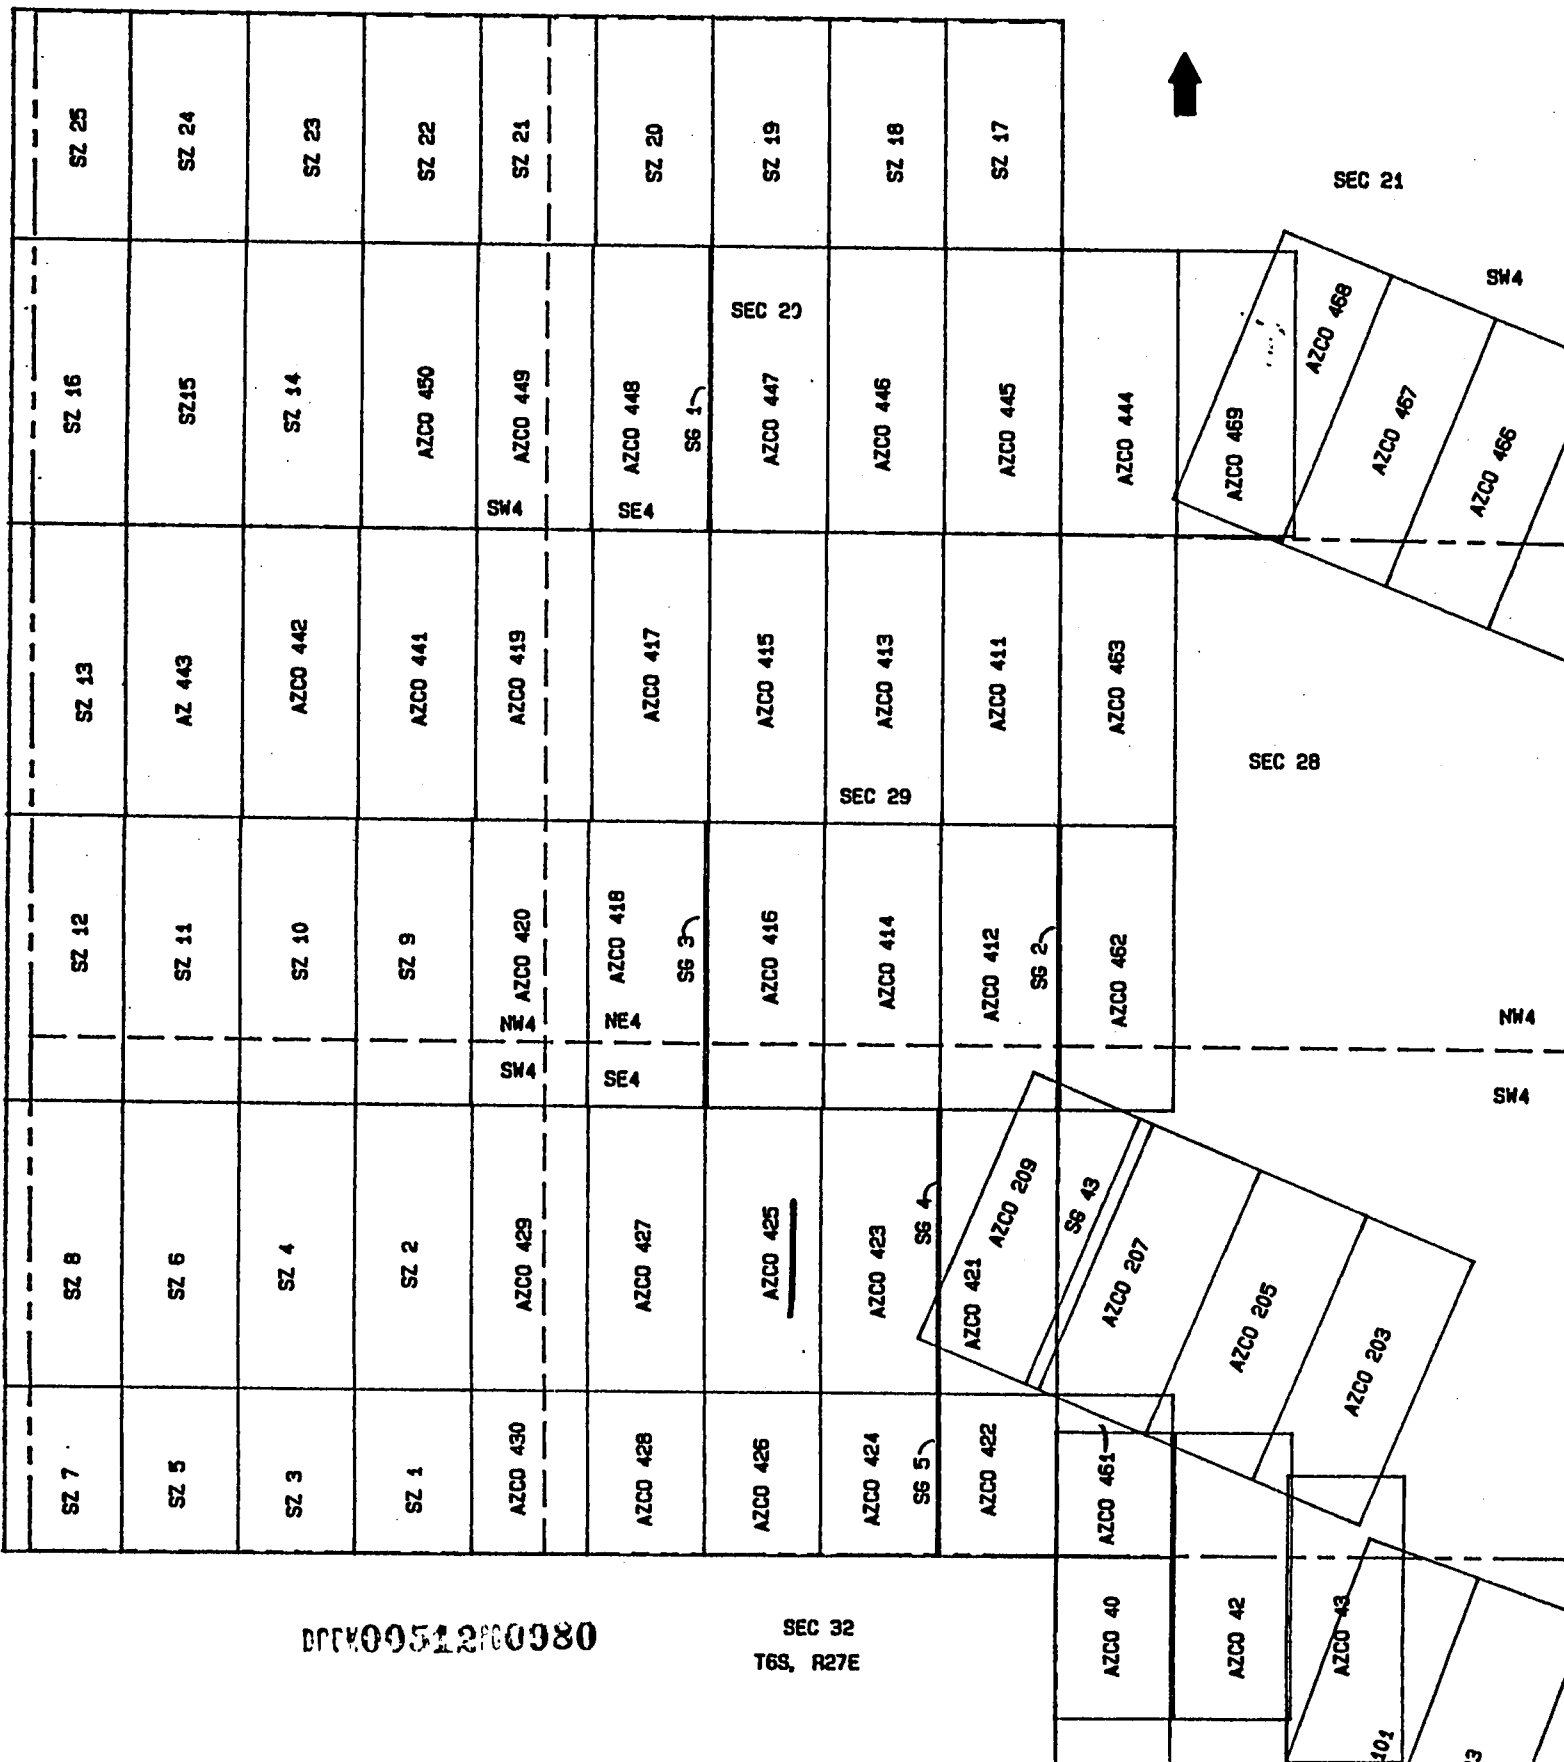 SZ 25
SZ 24
SZ 23
SZ 22
SZ 21
SZ 20
SZ 19
SZ 18
SZ 17
SEC 21
SW4
SEC 20
SZ 16
SZ15
SZ 14
AZCO 450
AZCO 449
AZCO 448
SG 1
AZCO 447
AZCO 446
AZCO 445
AZCO 444
AZCO 469
AZCO 468
AZCO 467
AZCO 466
SW4
SE4
SZ 13
AZ 443
AZCO 442
AZCO 441
AZCO 419
AZCO 417
AZCO 415
AZCO 413
AZCO 411
AZCO 463
SEC 28
SEC 29
SZ 12
SZ 11
SZ 10
SZ 9
AZCO 420
AZCO 418
SG 3
AZCO 416
AZCO 414
AZCO 412
SG 2
AZCO 462
NW4
NE4
NW4
SW4
SE4
SW4
SZ 8
SZ 6
SZ 4
SZ 2
AZCO 429
AZCO 427
AZCO 425
AZCO 423
SG 4
AZCO 421
AZCO 209
SG 43
AZCO 207
AZCO 205
AZCO 203
SZ 7
SZ 5
SZ 3
SZ 1
AZCO 430
AZCO 428
AZCO 426
AZCO 424
SG 5
AZCO 422
AZCO 461
AZCO 40
AZCO 42
AZCO 43
101
3
SEC 32
T6S, R27E